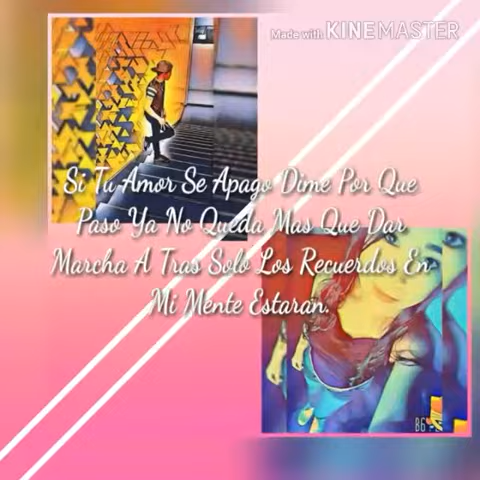 Made with KINEMASTER
Si Tu Amor Se Apago Dime Por Que
Paso Ya No Queda Mas Que Dar
Marcha A Tras Solo Los Recuerdos En
Mi Mente Estaran.